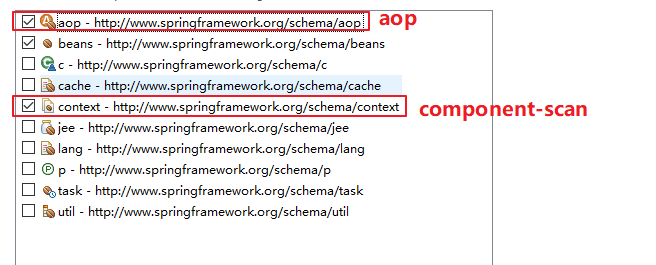 aop - http://www.springframework.org/schema/aop
aop
beans - http://www.springframework.org/schema/beans
c - http://www.springframework.org/schema/c
cache - http://www.springframework.org/schema/cache
context - http://www.springframework.org/schema/context
component-scan
jee - http://www.springframework.org/schema/jee
lang - http://www.springframework.org/schema/lang
p - http://www.springframework.org/schema/p
task - http://www.springframework.org/schema/task
util - http://www.springframework.org/schema/util